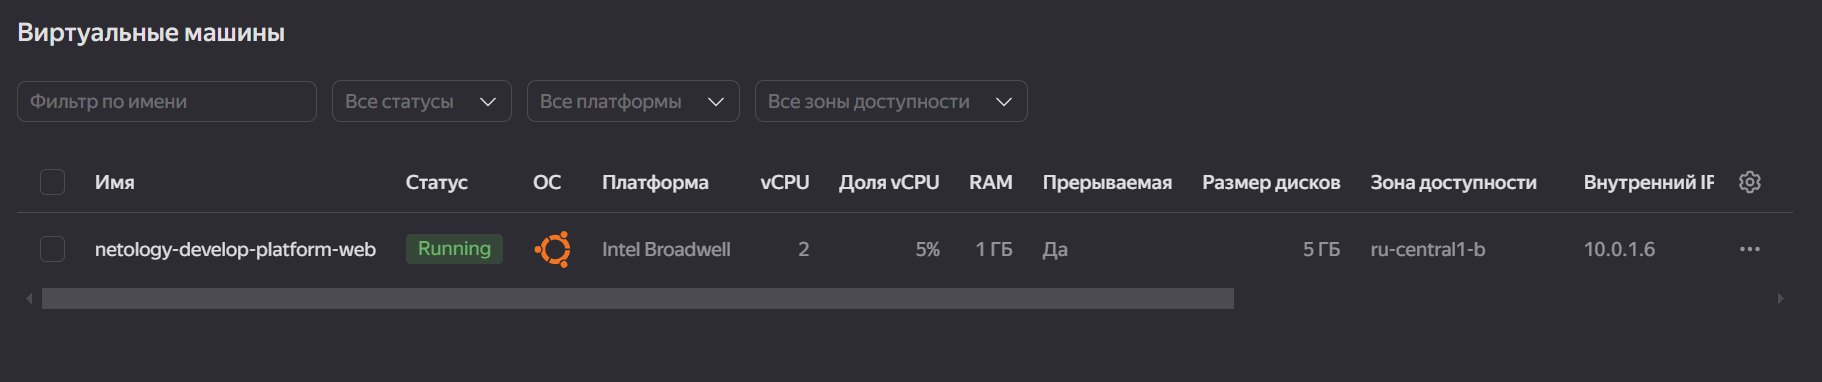 Виртуальные машины
Фильтр по имени Все статусы Все платформы Все зоны доступности
Имя Статус ОС Платформа vCPU Доля vCPU RAM Прерываемая Размер дисков Зона доступности Внутренний IP
netology-develop-platform-web Running Intel Broadwell 2 5% 1 ГБ Да 5 ГБ ru-central1-b 10.0.1.6